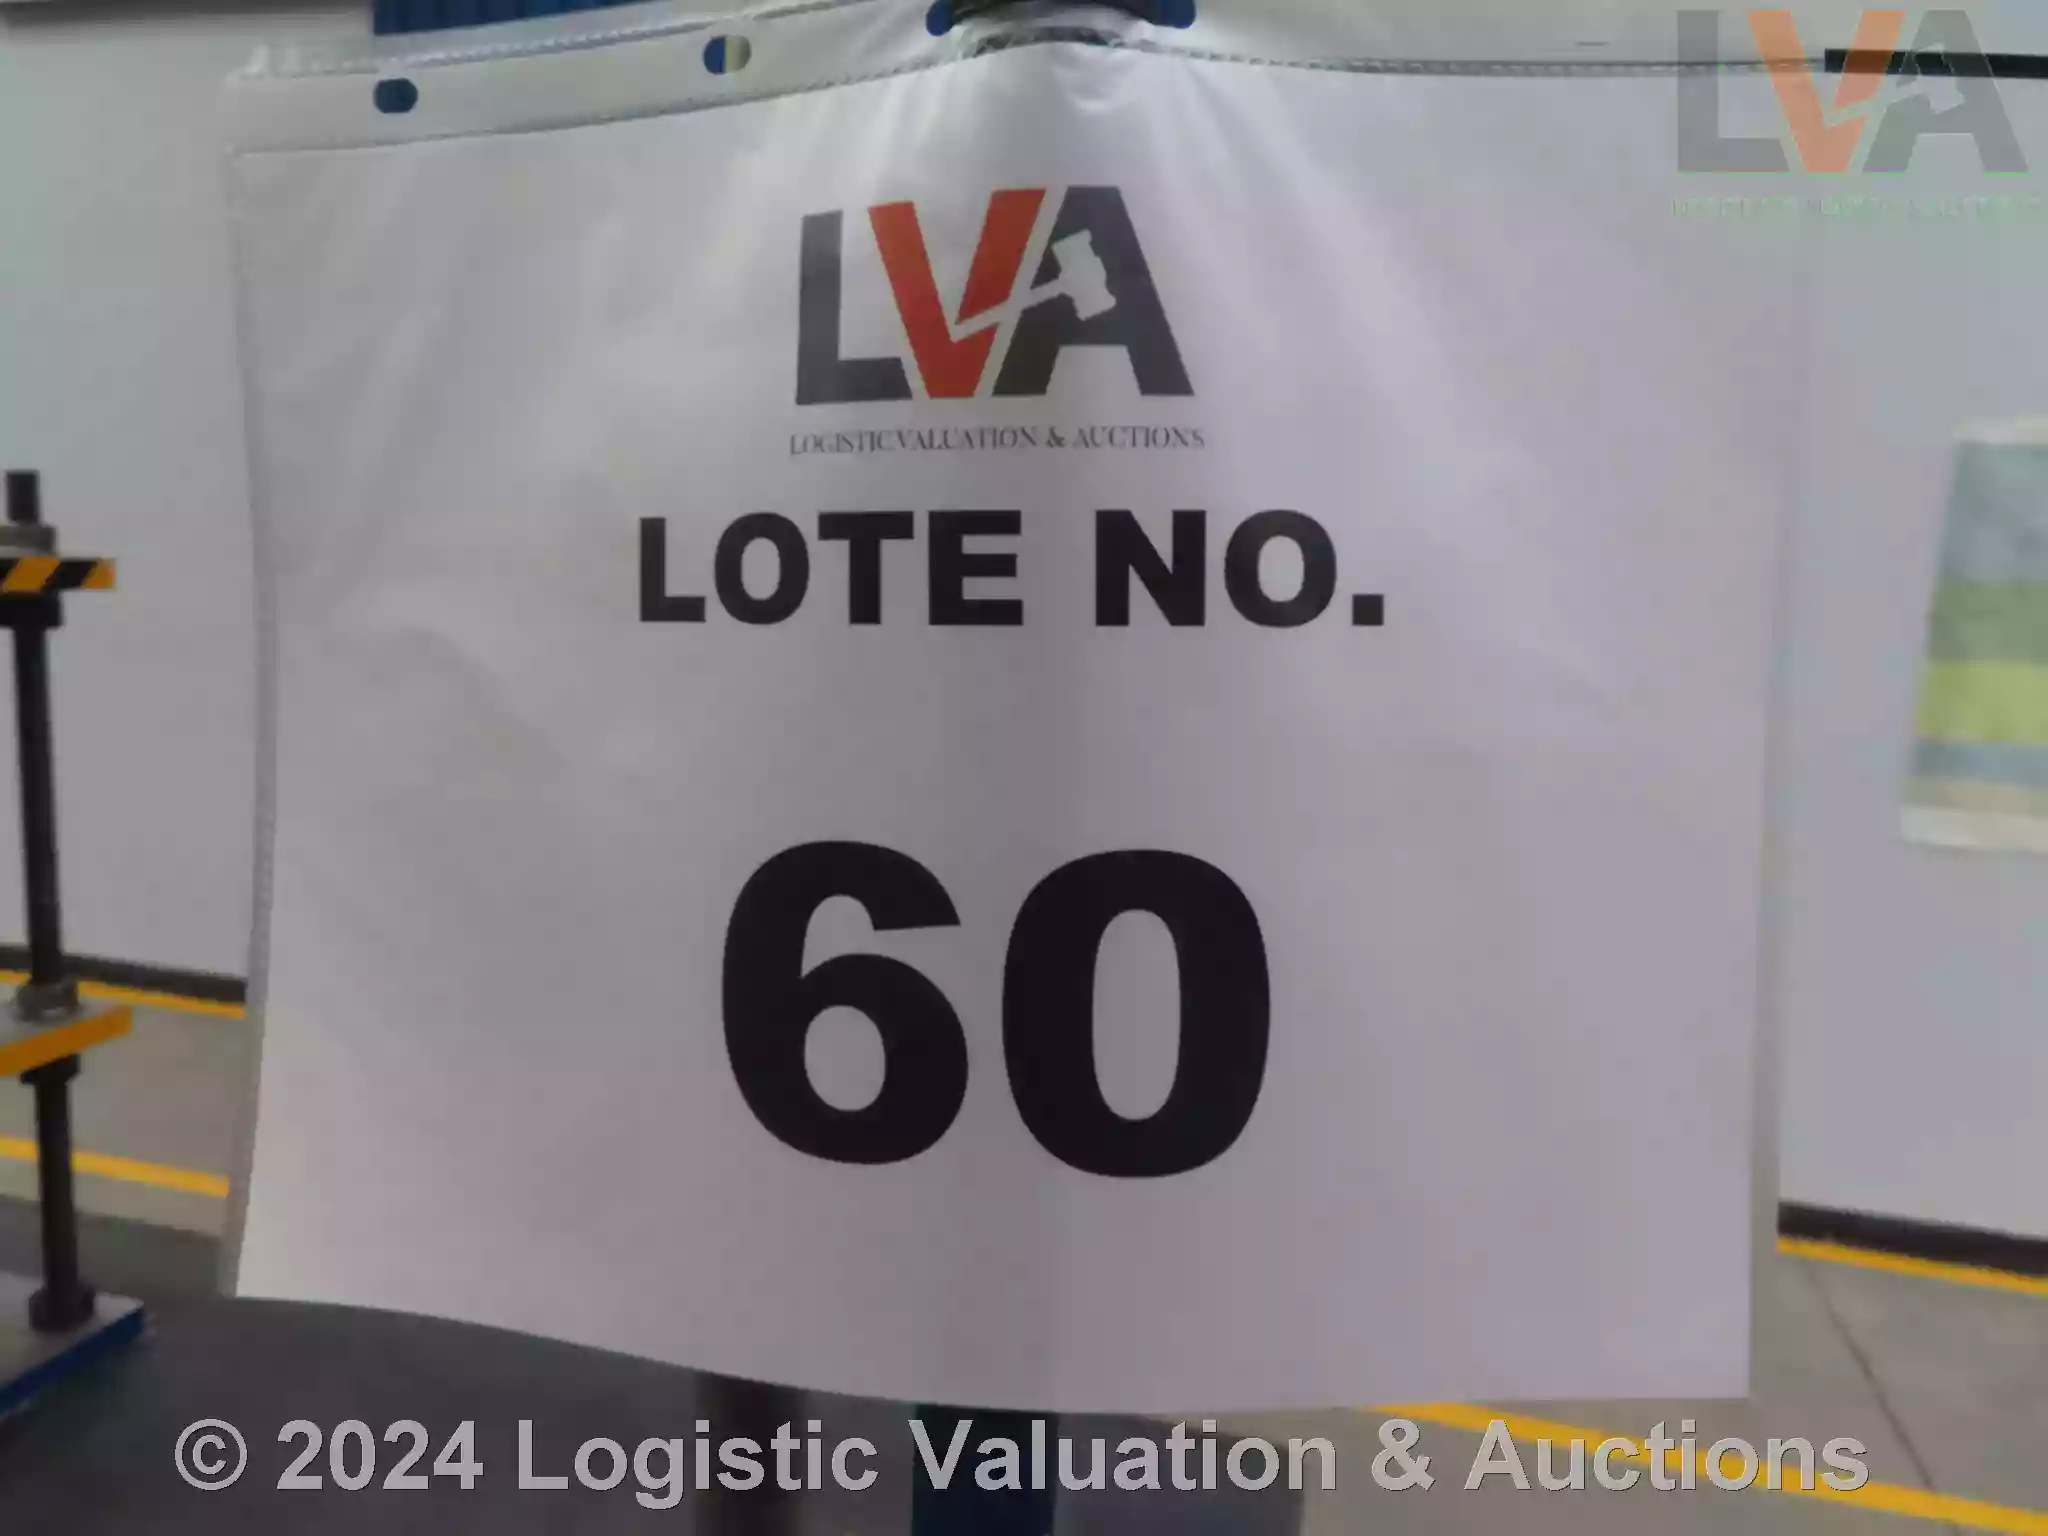 LVA
LVA
LOGISTIC VALUATION & AUCTIONS
LOTE NO.
60
© 2024 Logistic Valuation & Auctions